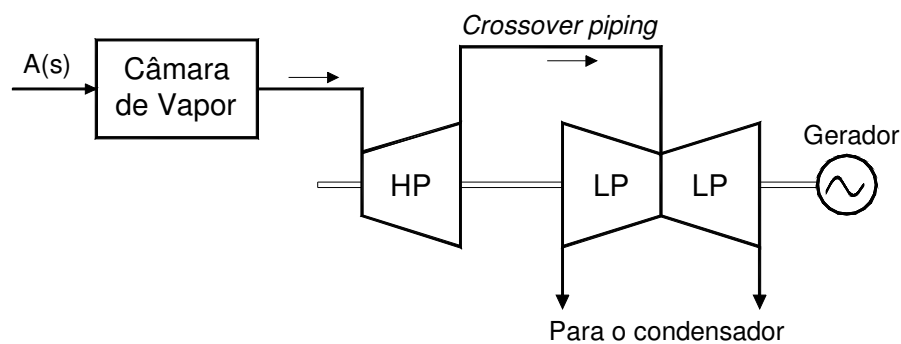 Crossover piping
A(s)
Câmara
de Vapor
Gerador
HP
LP
LP
Para o condensador